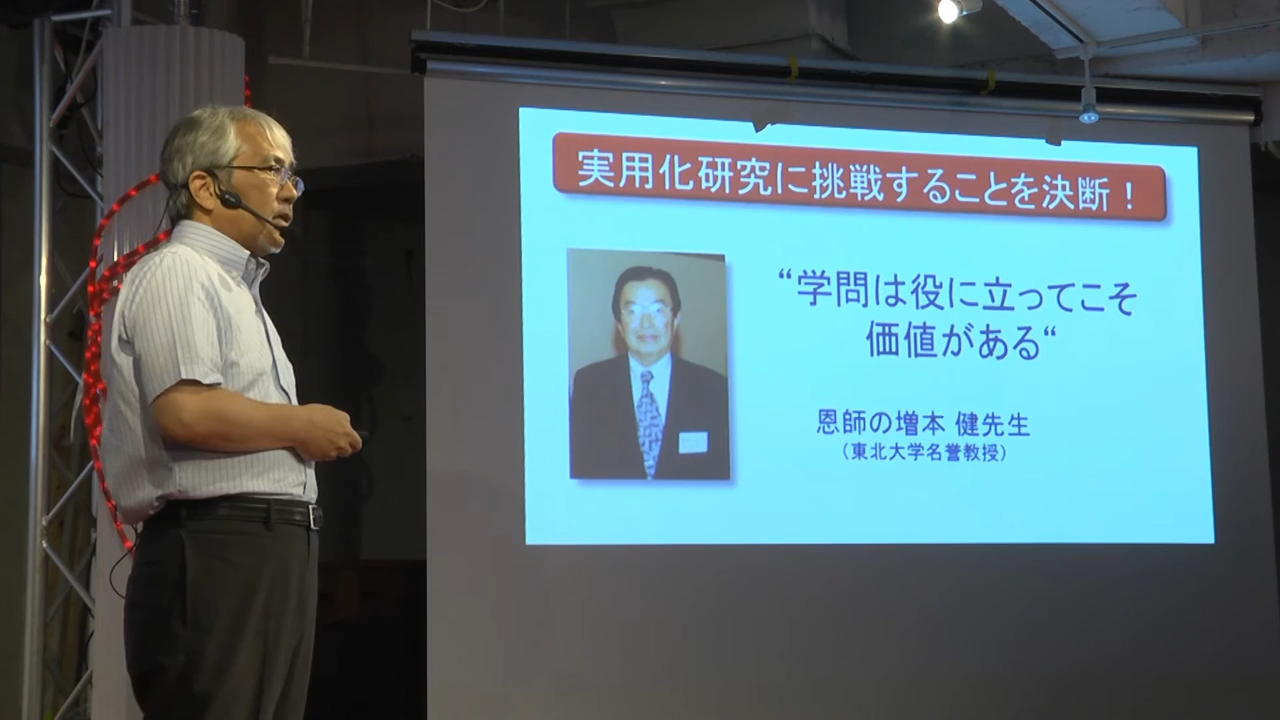 実用化研究に挑戦することを決断！
“学問は役に立ってこそ
価値がある“
恩師の増本 健先生
（東北大学名誉教授）